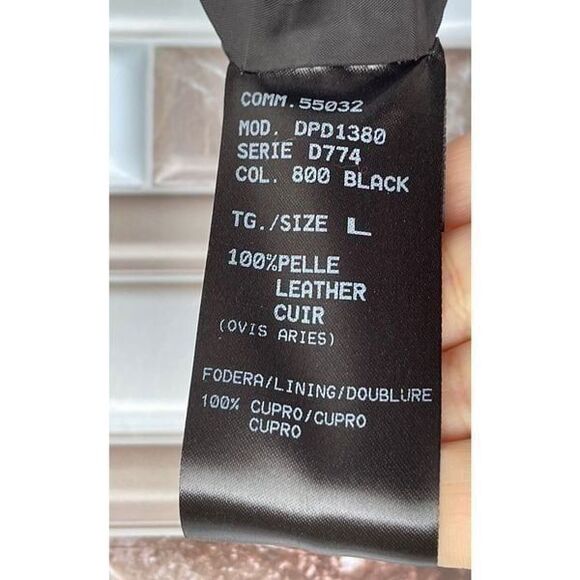 COMM.55032
MOD. DPD1380
SERIE D774
COL. 800 BLACK
TG./SIZE L
100%PELLE
LEATHER
CUIR
(OVIS ARIES)
FODERA/LINING/DOUBLURE
100% CUPRO/CUPRO
CUPRO